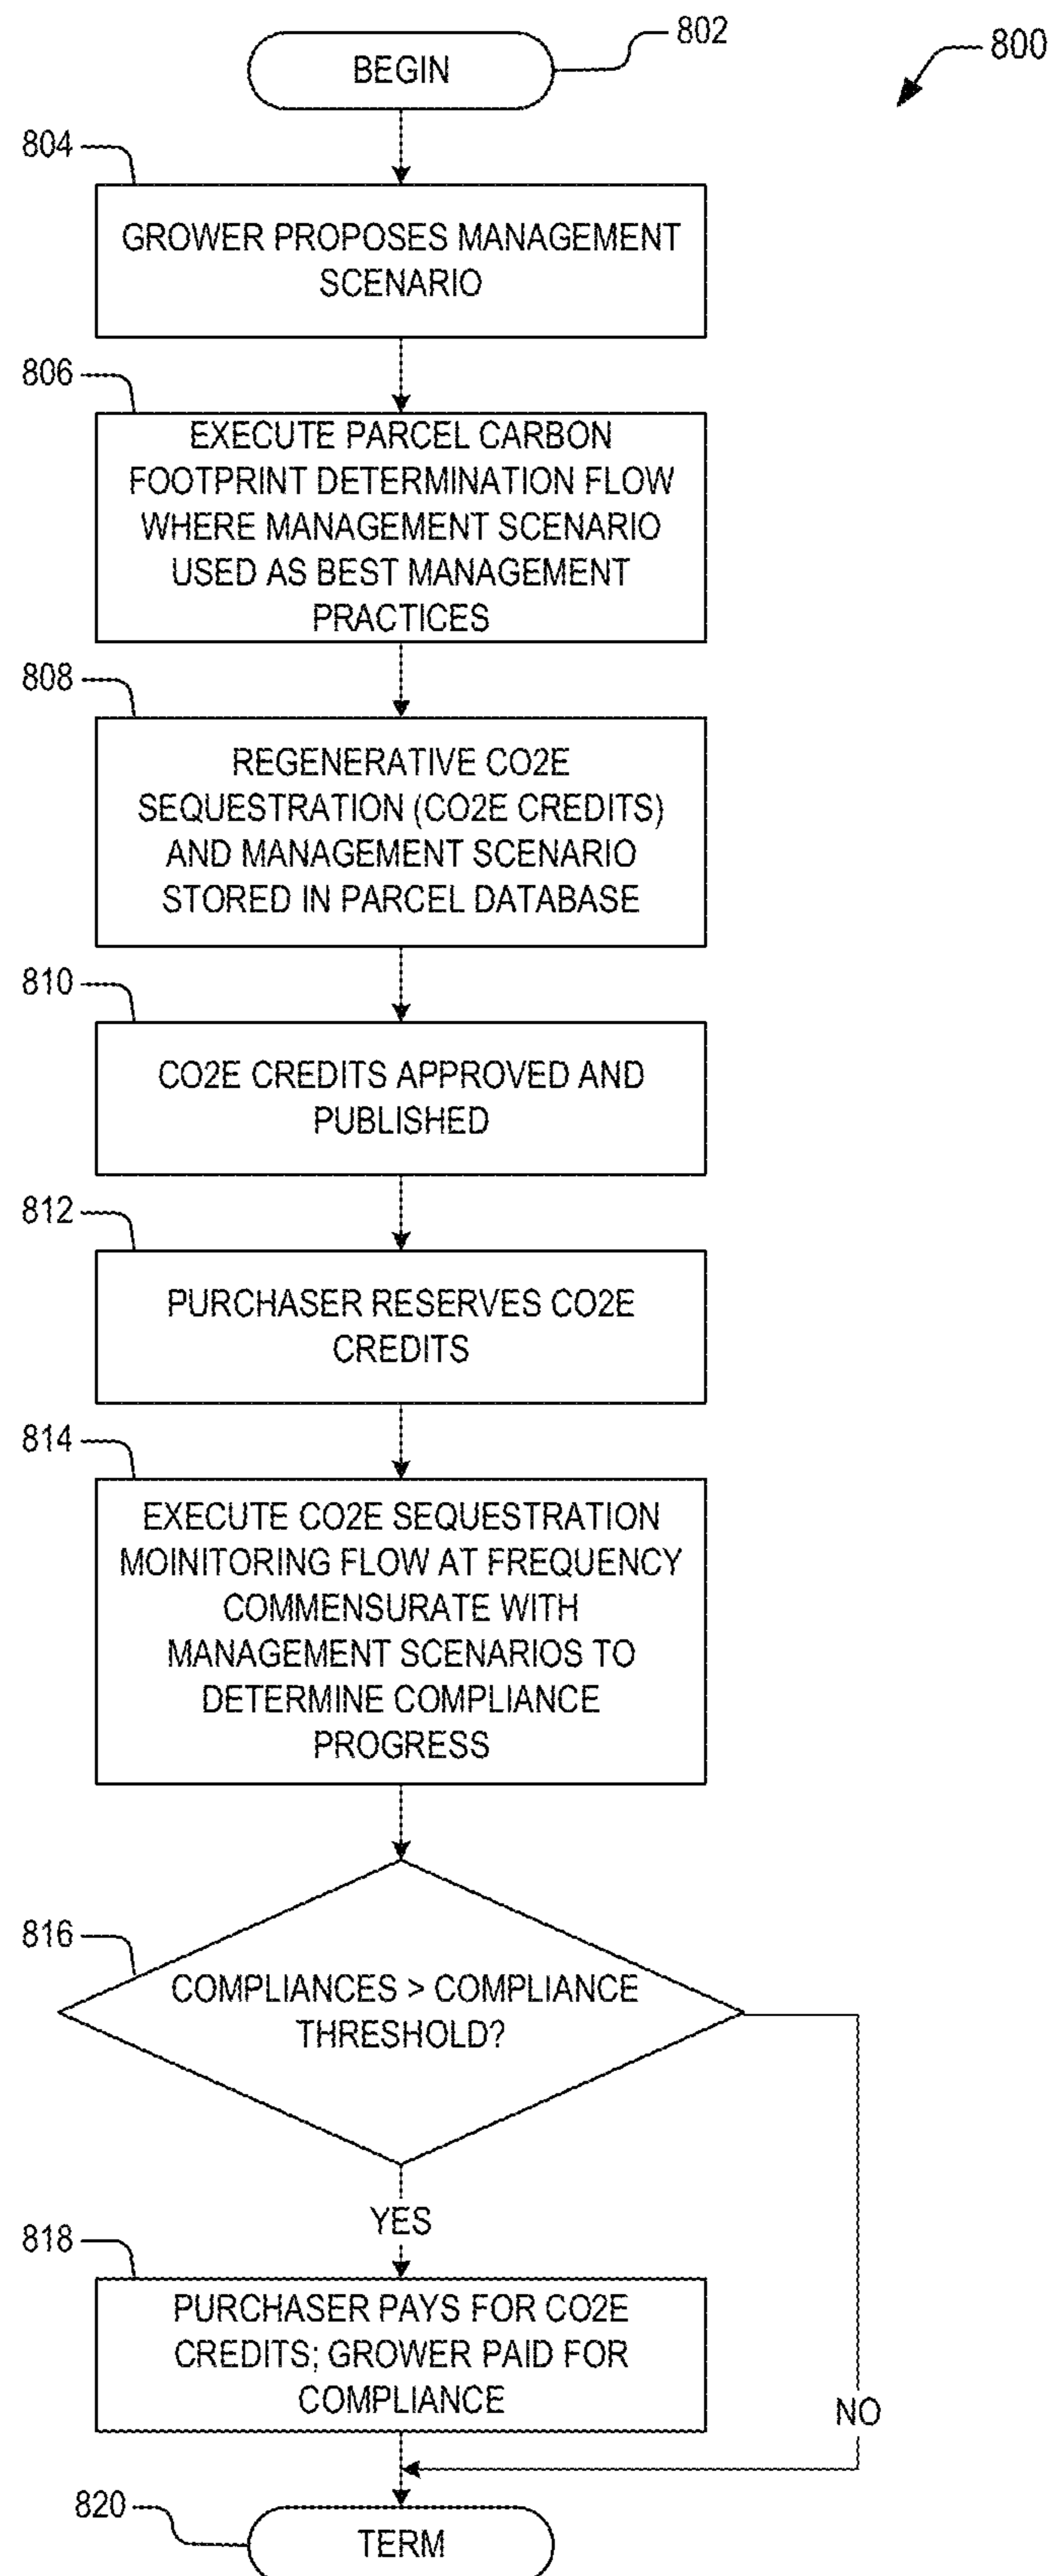 BEGIN
802
800
804
GROWER PROPOSES MANAGEMENT
SCENARIO
806
EXECUTE PARCEL CARBON
FOOTPRINT DETERMINATION FLOW
WHERE MANAGEMENT SCENARIO
USED AS BEST MANAGEMENT
PRACTICES
808
REGENERATIVE CO2E
SEQUESTRATION (CO2E CREDITS)
AND MANAGEMENT SCENARIO
STORED IN PARCEL DATABASE
810
CO2E CREDITS APPROVED AND
PUBLISHED
812
PURCHASER RESERVES CO2E
CREDITS
814
EXECUTE CO2E SEQUESTRATION
MOINITORING FLOW AT FREQUENCY
COMMENSURATE WITH
MANAGEMENT SCENARIOS TO
DETERMINE COMPLIANCE
PROGRESS
816
COMPLIANCES > COMPLIANCE
THRESHOLD?
YES
818
PURCHASER PAYS FOR CO2E
CREDITS; GROWER PAID FOR
COMPLIANCE
NO
820
TERM